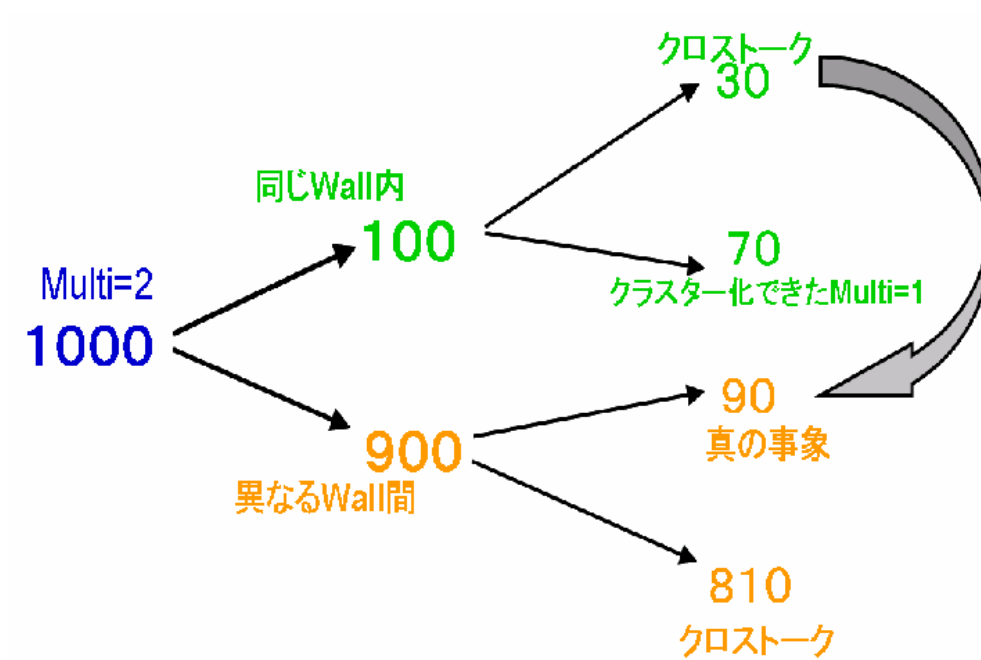 クロストーク
30
同じWall内
100
70
クラスター化できたMulti=1
Multi=2
1000
90
真の事象
900
異なるWall間
810
クロストーク